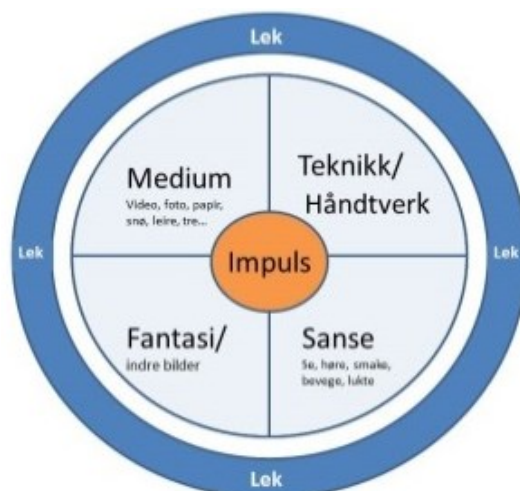 Lek
Medium
Video, foto, papir,
snø, leire, tre...
Teknikk/
Håndtverk
Lek
Impuls
Lek
Fantasi/
indre bilder
Sanse
Se, høre, smake,
bevege, lukte
Lek